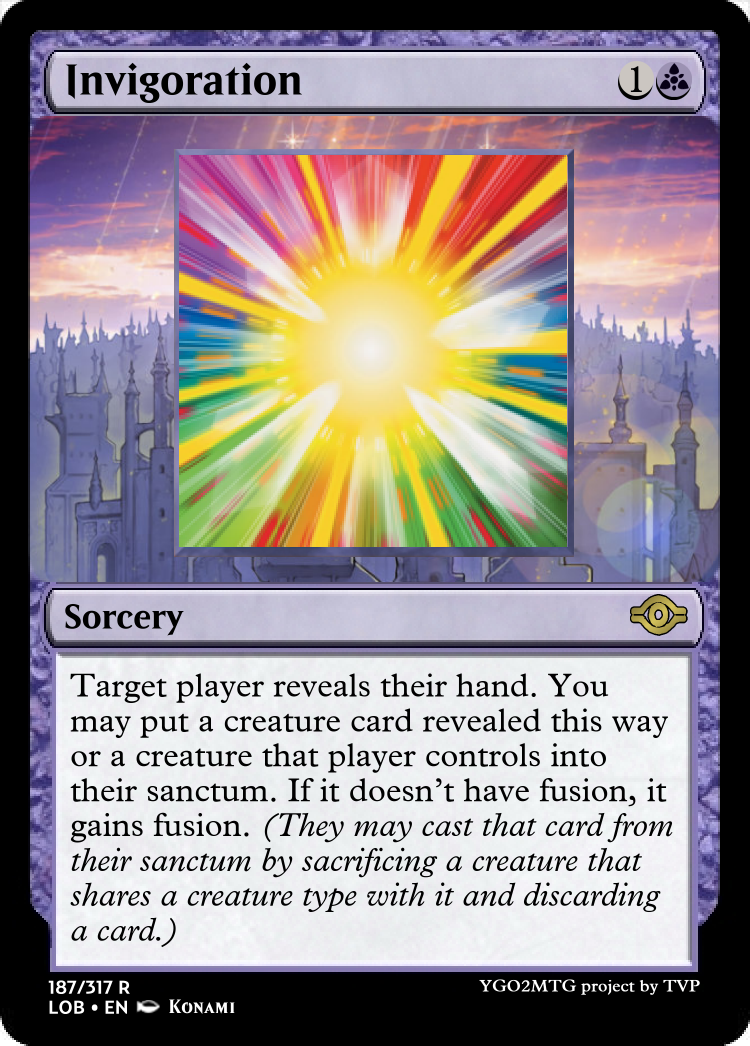 Invigoration 1
Sorcery
Target player reveals their hand. You
may put a creature card revealed this way
or a creature that player controls into
their sanctum. If it doesn't have fusion, it
gains fusion. (They may cast that card from
their sanctum by sacrificing a creature that
shares a creature type with it and discarding
a card.)
187/317 R
LOB • EN KONAMI
YGO2MTG project by TVP